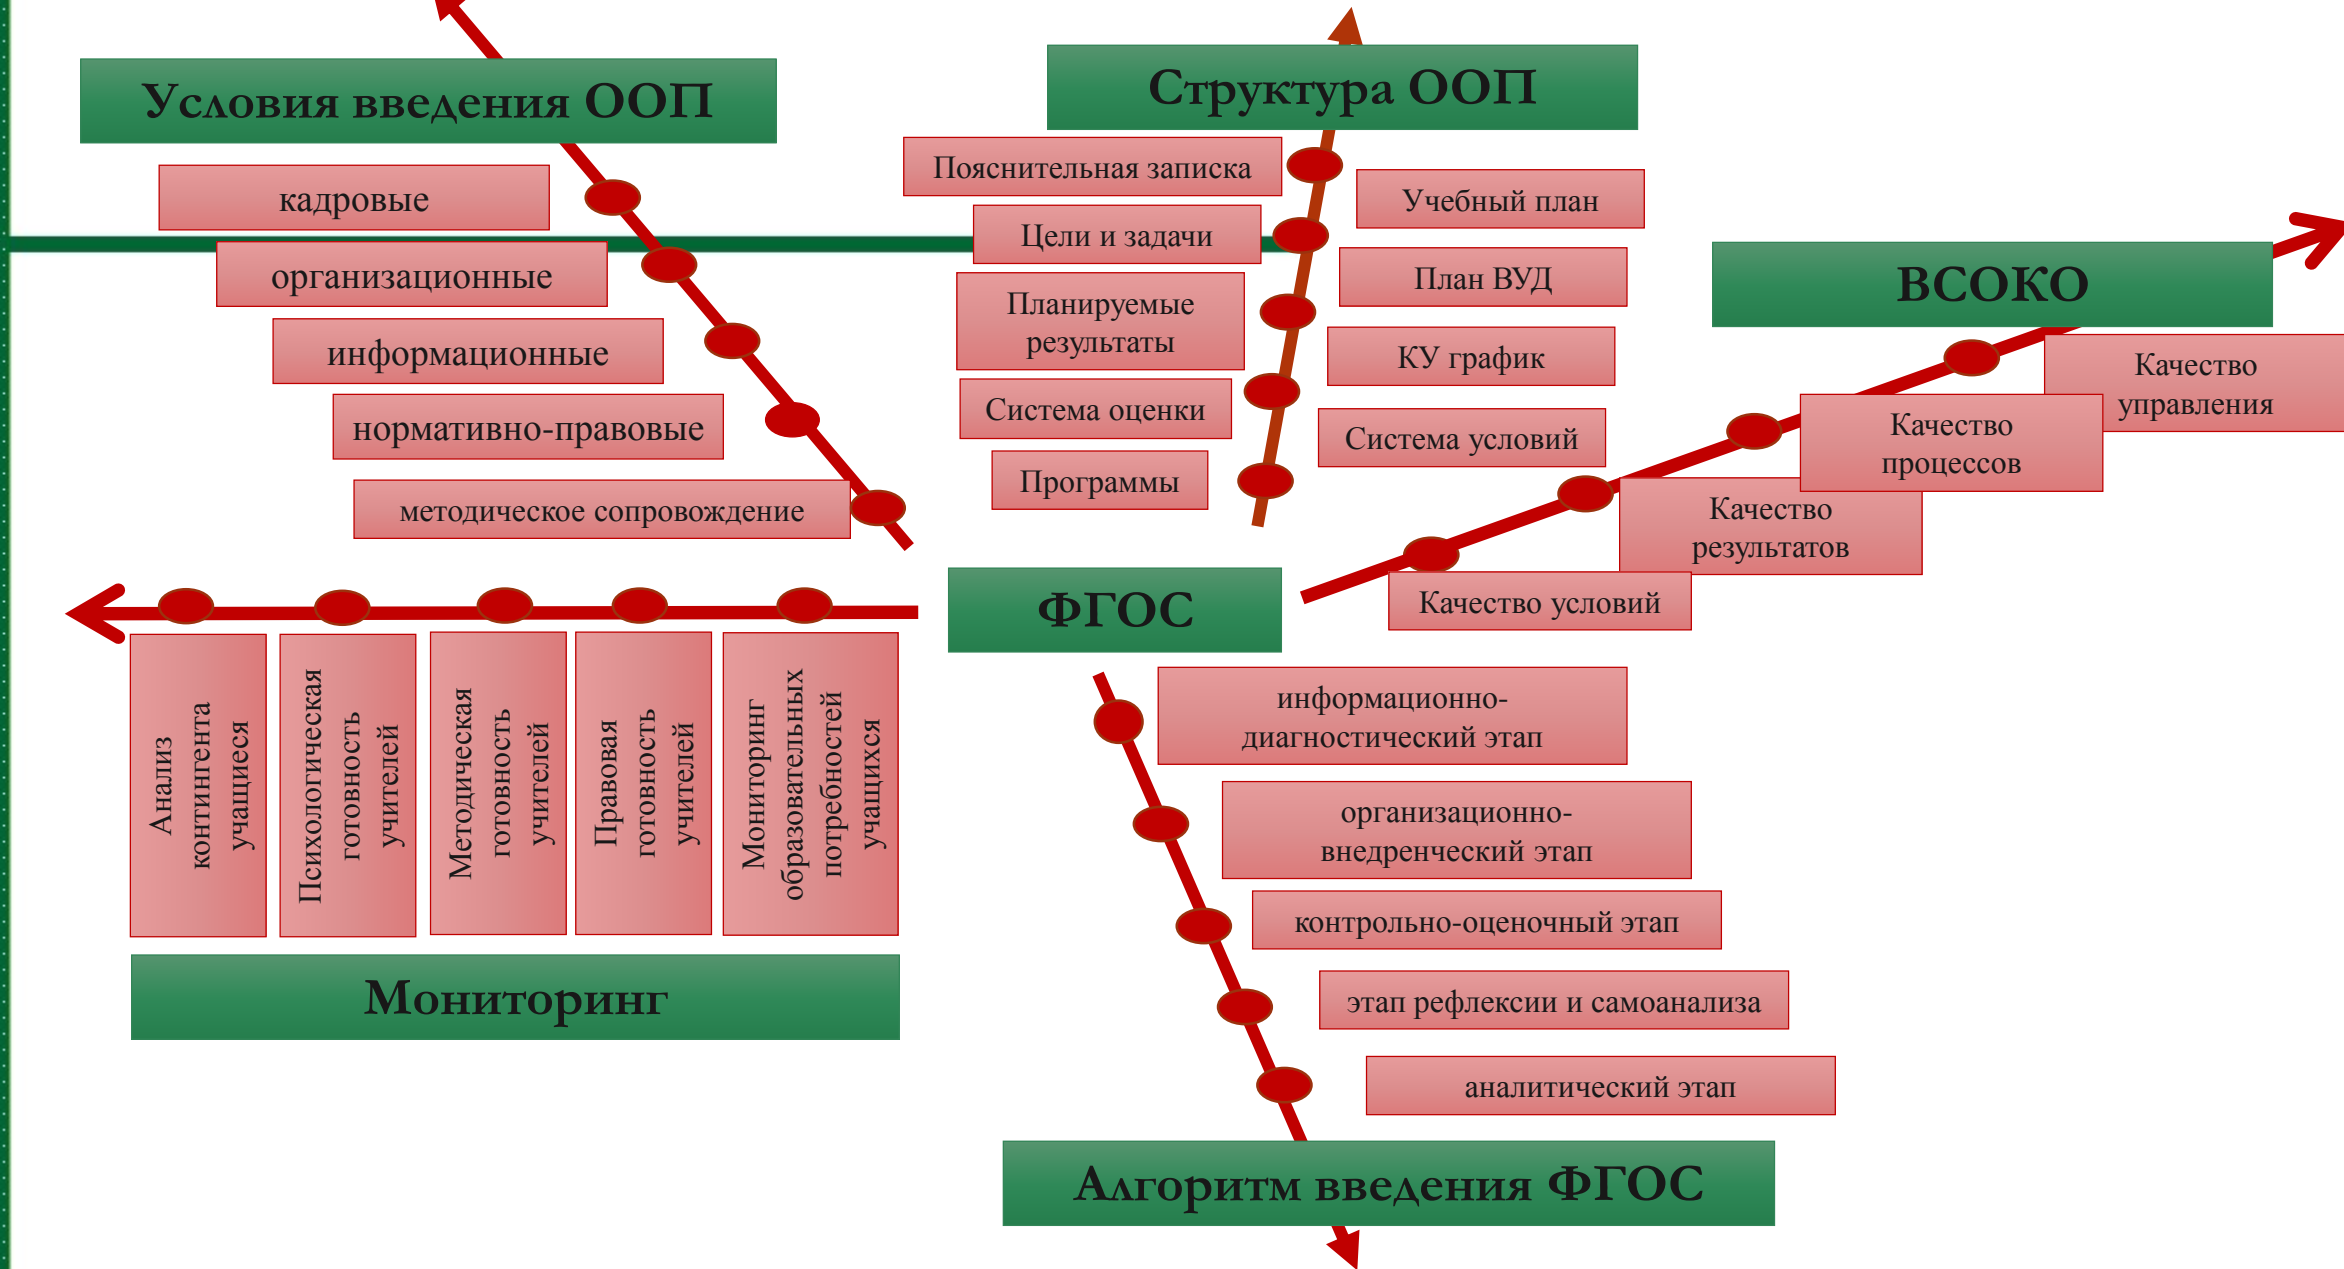 Условия введения ООП
кадровые
организационные
информационные
нормативно-правовые
методическое сопровождение
Структура ООП
Пояснительная записка
Цели и задачи
Планируемые
результаты
Система оценки
Программы
Учебный план
План ВУД
КУ график
Система условий
ВСОКО
Качество
управления
Качество
процессов
Качество
результатов
Качество условий
ФГОС
Анализ
контингента
учащиеся
Психологическая
готовность
учителей
Методическая
готовность
учителей
Правовая
готовность
учителей
Мониторинг
образовательных
потребностей
учащихся
Мониторинг
информационно-
диагностический этап
организационно-
внедренческий этап
контрольно-оценочный этап
этап рефлексии и самоанализа
аналитический этап
Алгоритм введения ФГОС